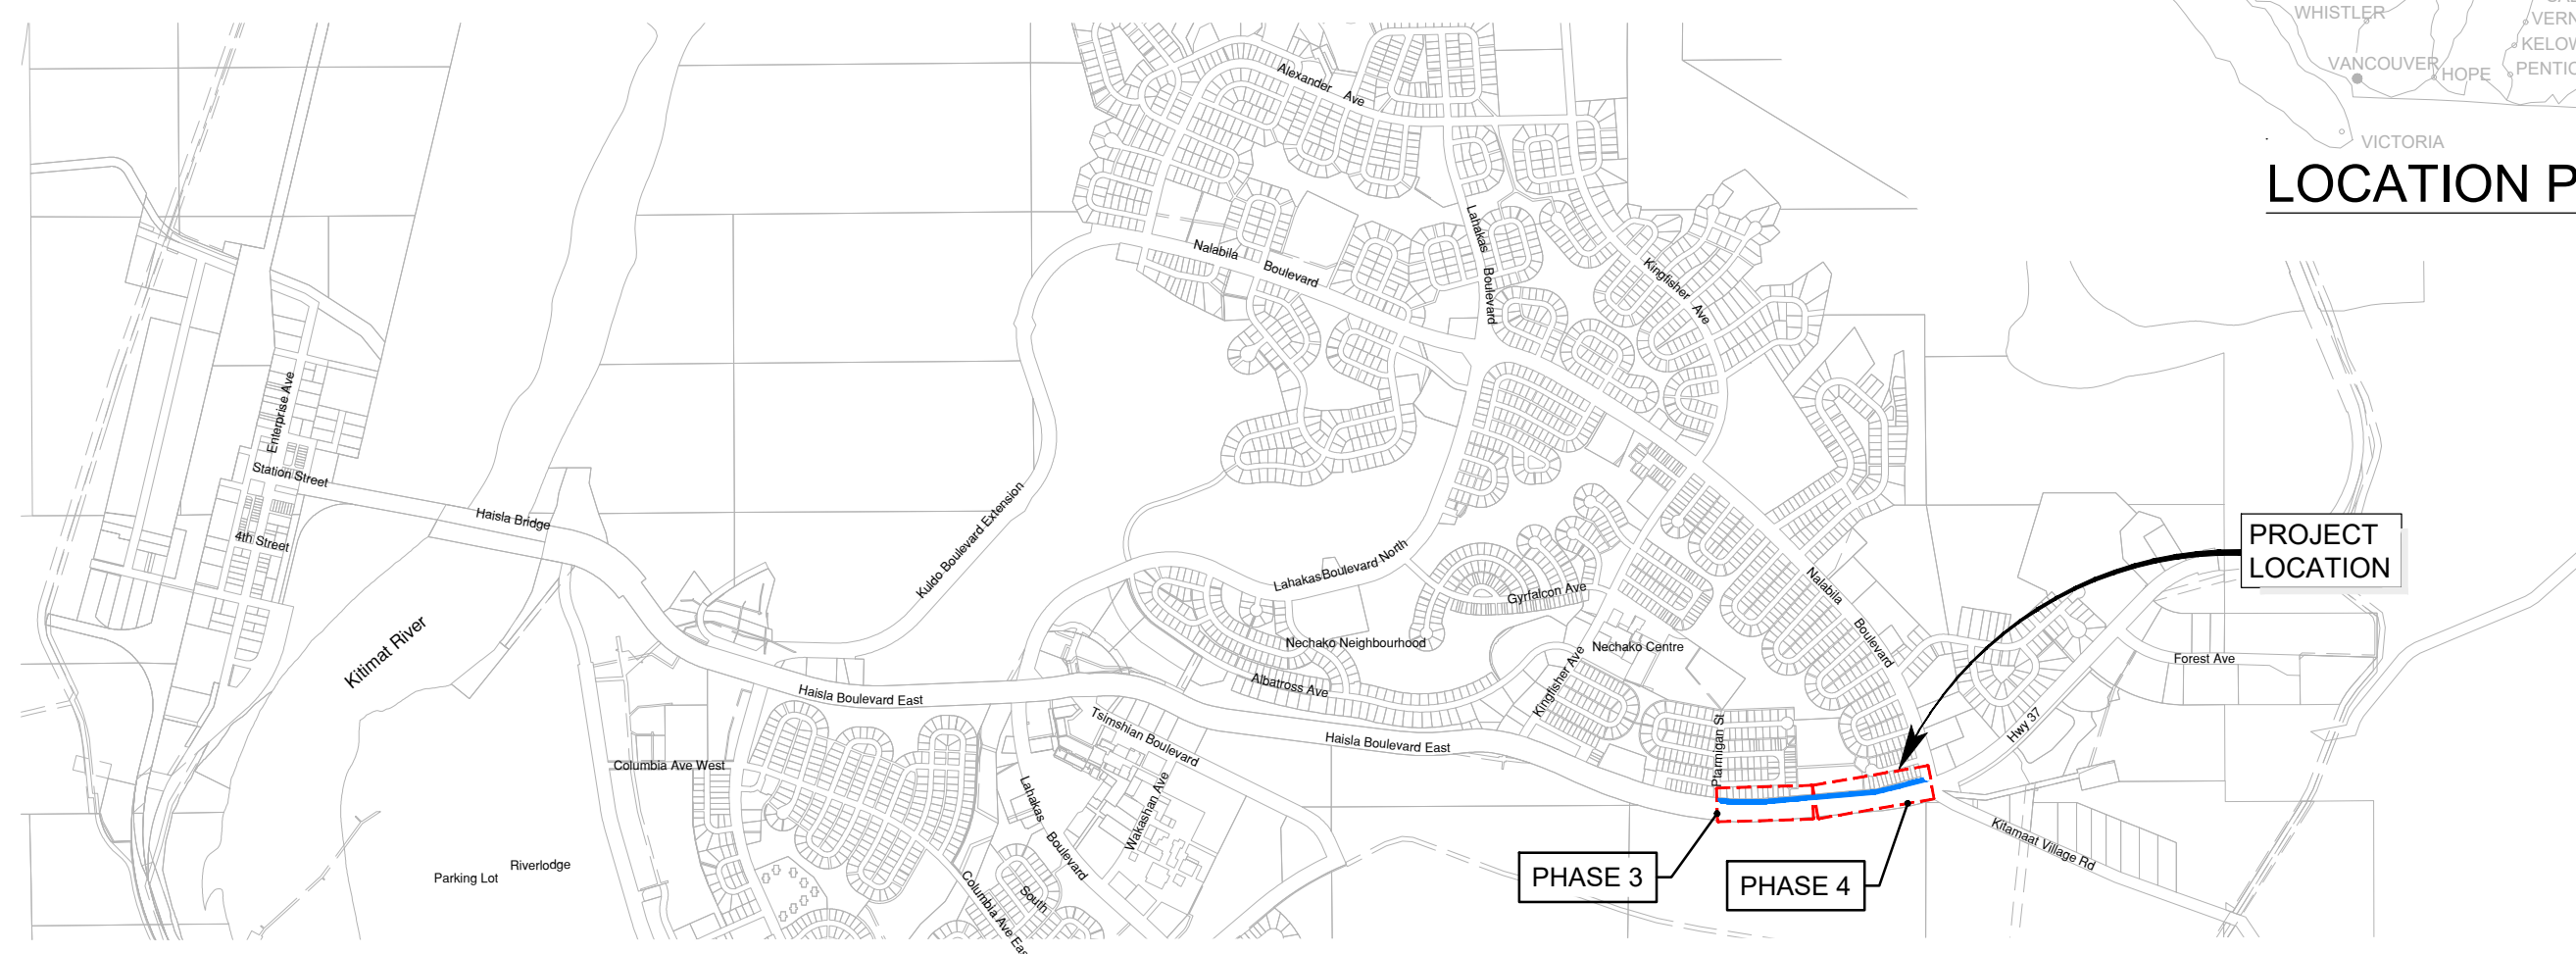 WHISTLER
VANCOUVER
HOPE
VICTORIA
LOCATION P
Alexander Ave
Nalabila Boulevard
Lahakas Boulevard
Kingfisher Ave
Enterprise Ave
Station Street
4th Street
Haisla Bridge
Kitimat River
Kuldo Boulevard Extension
Lahakas Boulevard North
Gyrfalcon Ave
Nechako Neighbourhood
Nechako Centre
Albatross Ave
Kingfisher Ave
Nalabila Boulevard
PROJECT
LOCATION
Forest Ave
Hwy 37
Haisla Boulevard East
Tsimshian Boulevard
Haisla Boulevard East
Ptarmigan St
Columbia Ave West
Lahakas Boulevard South
Wakashan Ave
Kitamaat Village Rd
Riverlodge
Parking Lot
Columbia Ave Eas
PHASE 3
PHASE 4